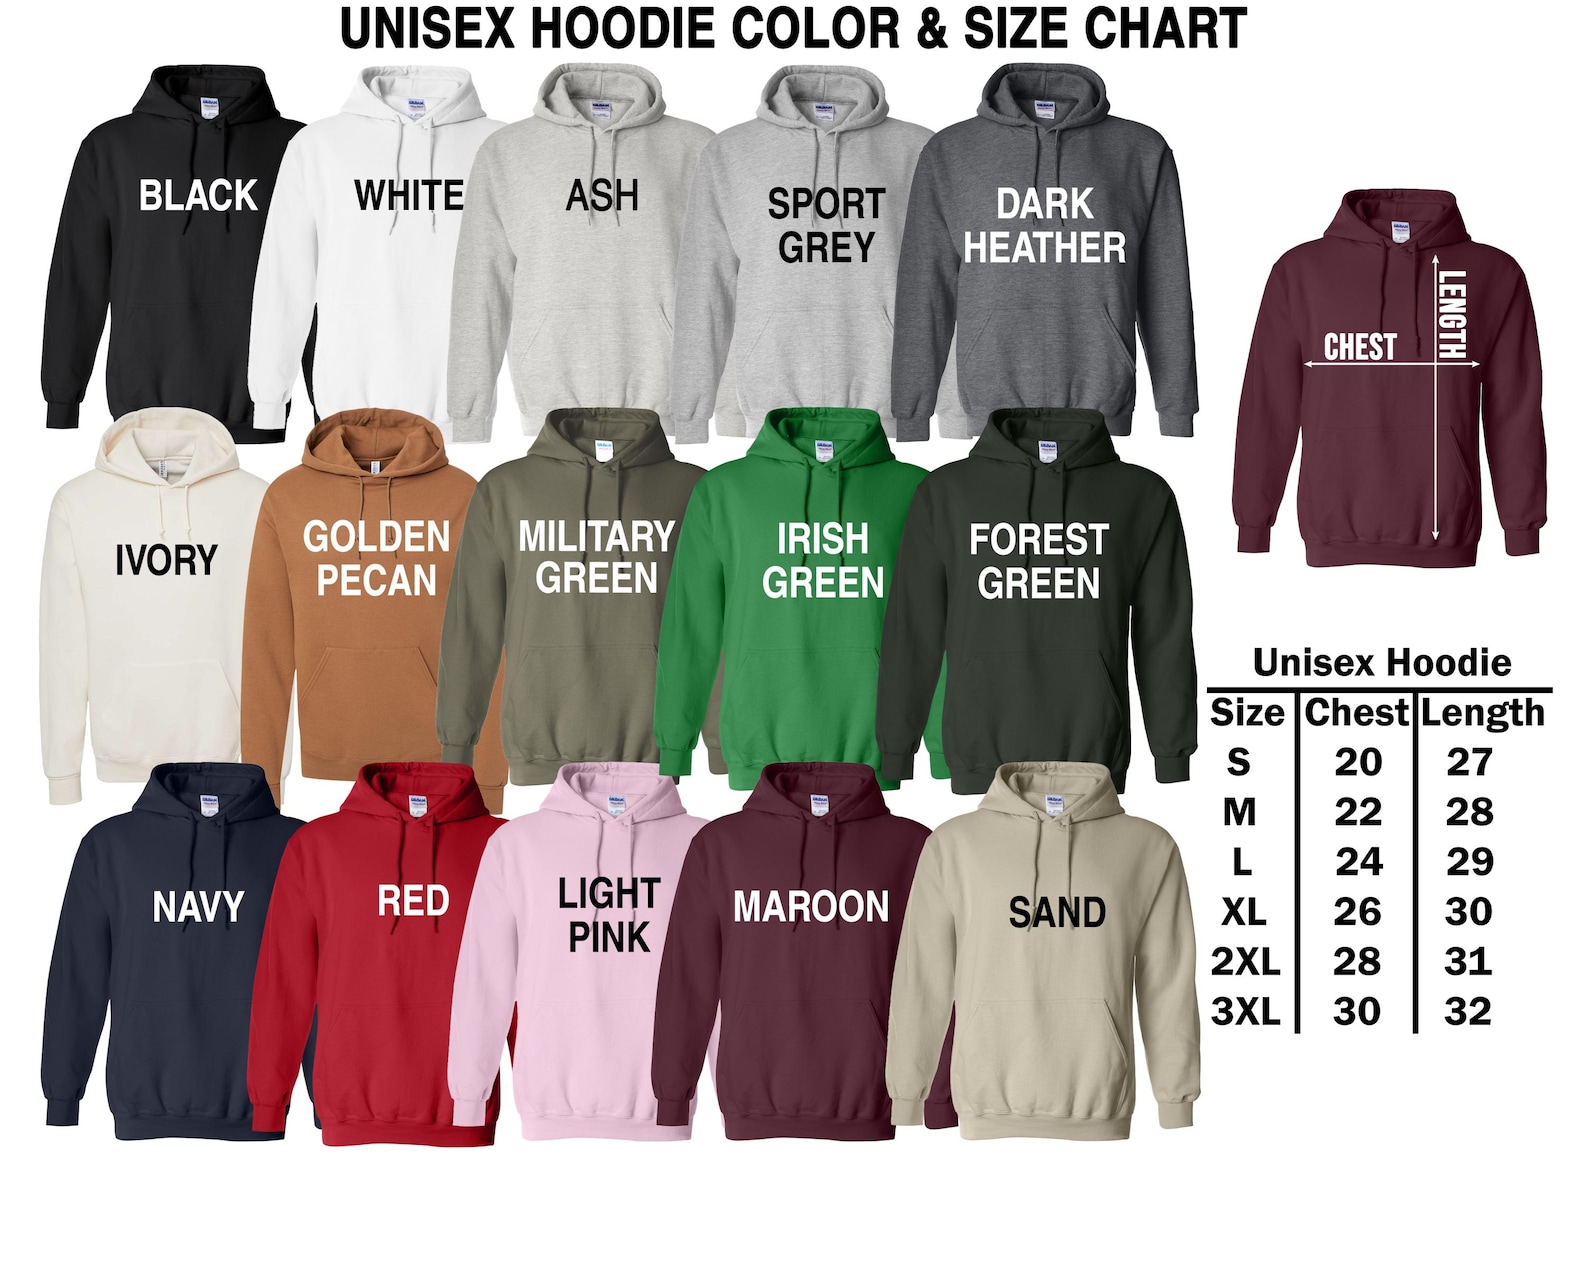 UNISEX HOODIE COLOR & SIZE CHART
BLACK
WHITE
ASH
SPORT
GREY
DARK
HEATHER
IVORY
GOLDEN
PECAN
MILITARY
GREEN
IRISH
GREEN
FOREST
GREEN
NAVY
RED
LIGHT
PINK
MAROON
SAND
CHEST
LENGTH
Unisex Hoodie
Size Chest Length
S 20 27
M 22 28
L 24 29
XL 26 30
2XL 28 31
3XL 30 32